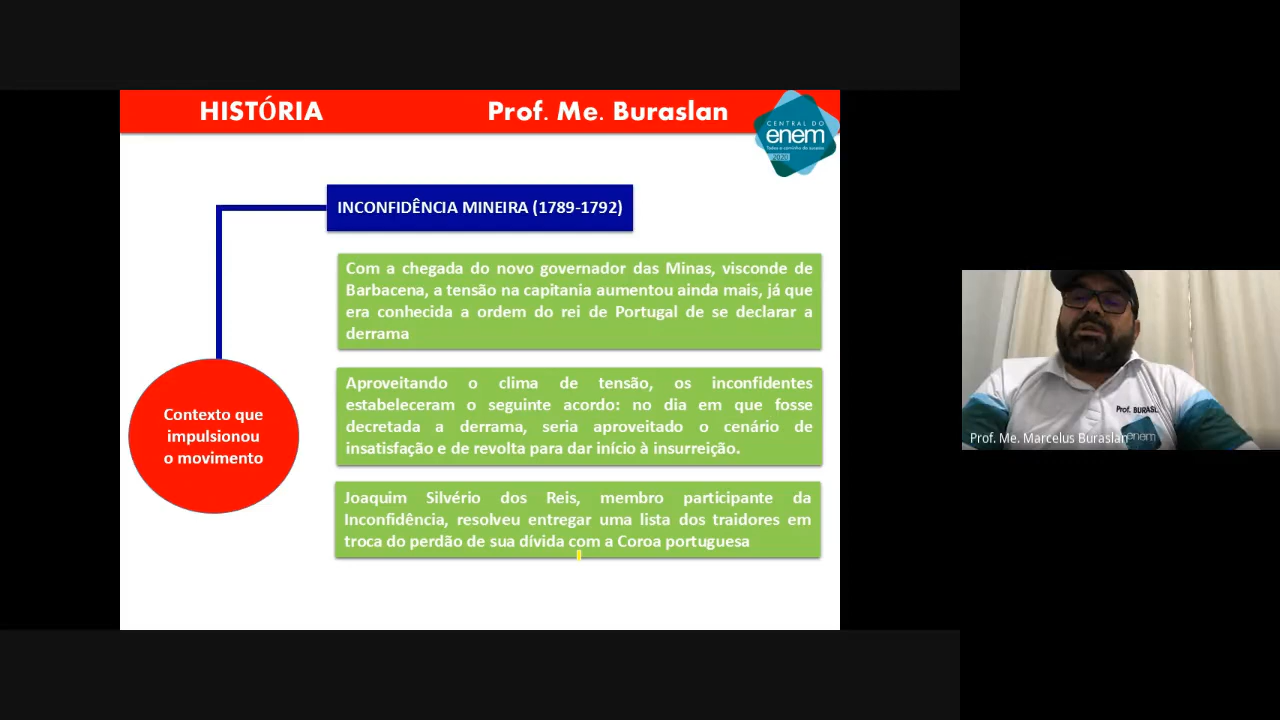 HISTÓRIA
Prof. Me. Buraslan
CENTRAL DO
enem
2020
INCONFIDÊNCIA MINEIRA (1789-1792)
Com a chegada do novo governador das Minas, visconde de
Barbacena, a tensão na capitania aumentou ainda mais, já que
era conhecida a ordem do rei de Portugal de se declarar a
derrama
Aproveitando o clima de tensão, os inconfidentes
estabeleceram o seguinte acordo: no dia em que fosse
decretada a derrama, seria aproveitado o cenário de
insatisfação e de revolta para dar início à insurreição.
Contexto que
impulsionou
o movimento
Joaquim Silvério dos Reis, membro participante da
Inconfidência, resolveu entregar uma lista dos traidores em
troca do perdão de sua dívida com a Coroa portuguesa
Prof. BURASL
enem
Prof. Me. Marcelus Buraslan